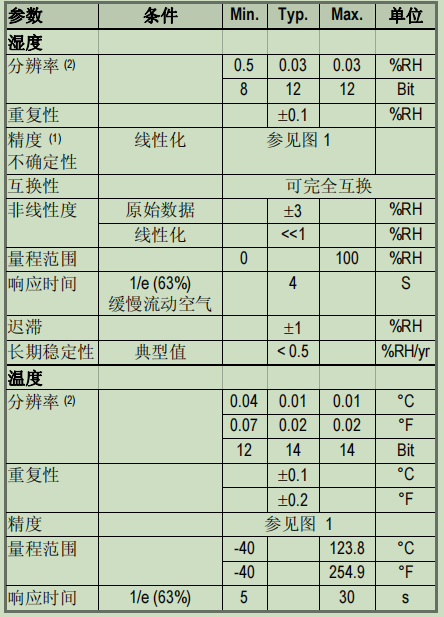 参数 条件 Min. Typ. Max. 单位
湿度
分辨率 (2) 0.5 0.03 0.03 %RH
8 12 12 Bit
重复性 ±0.1 %RH
精度 (1) 线性化 参见图 1
不确定性
互换性 可完全互换
非线性度 原始数据 ±3 %RH
线性化 <<1 %RH
量程范围 0 100 %RH
响应时间 1/e (63%) 4 S
缓慢流动空气
迟滞 ±1 %RH
长期稳定性 典型值 < 0.5 %RH/yr
温度
分辨率 (2) 0.04 0.01 0.01 °C
0.07 0.02 0.02 °F
12 14 14 Bit
重复性 ±0.1 °C
±0.2 °F
精度 参见图 1
量程范围 -40 123.8 °C
-40 254.9 °F
响应时间 1/e (63%) 5 30 s